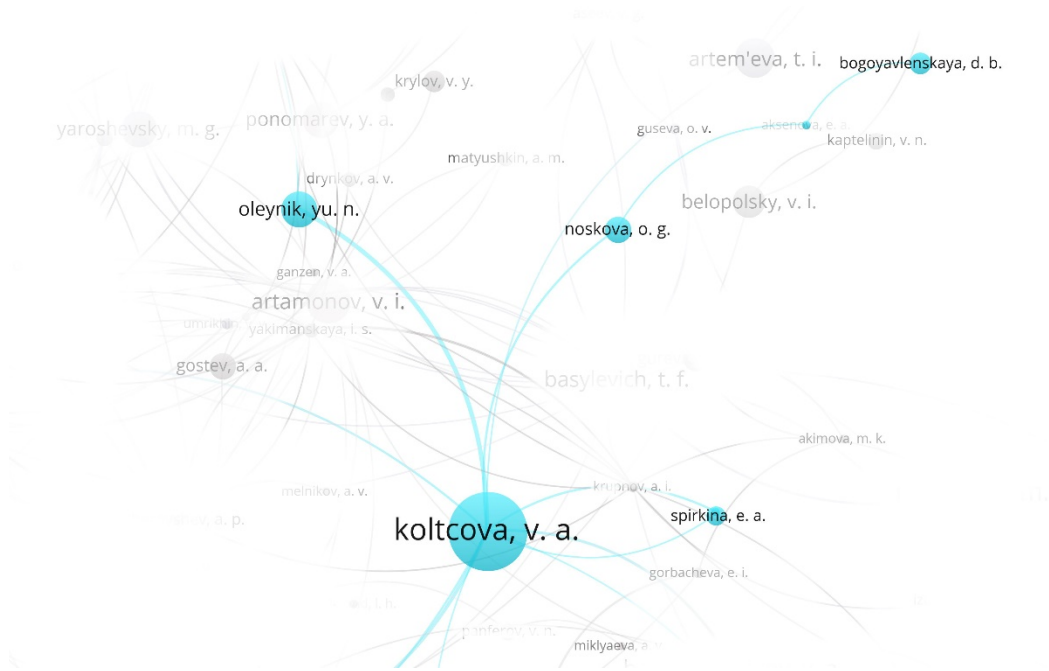 artem'eva, t. i.
bogoyavlenskaya, d. b.
krylov, v. y.
ponomarev, y. a.
yaroshevsky, m. g.
guseva, o. v.
aksenova, e. a.
kaptelinin, v. n.
matyushkin, a. m.
drynkov, a. v.
oleynik, yu. n.
belopolsky, v. i.
noskova, o. g.
ganzen, v. a.
artamonov, v. i.
yakimanskaya, i. s.
gostev, a. a.
basylevich, t. f.
akimova, m. k.
krupnov, a. i.
melnikov, a. v.
spirkina, e. a.
koltcova, v. a.
gorbacheva, e. i.
panferov, v. n.